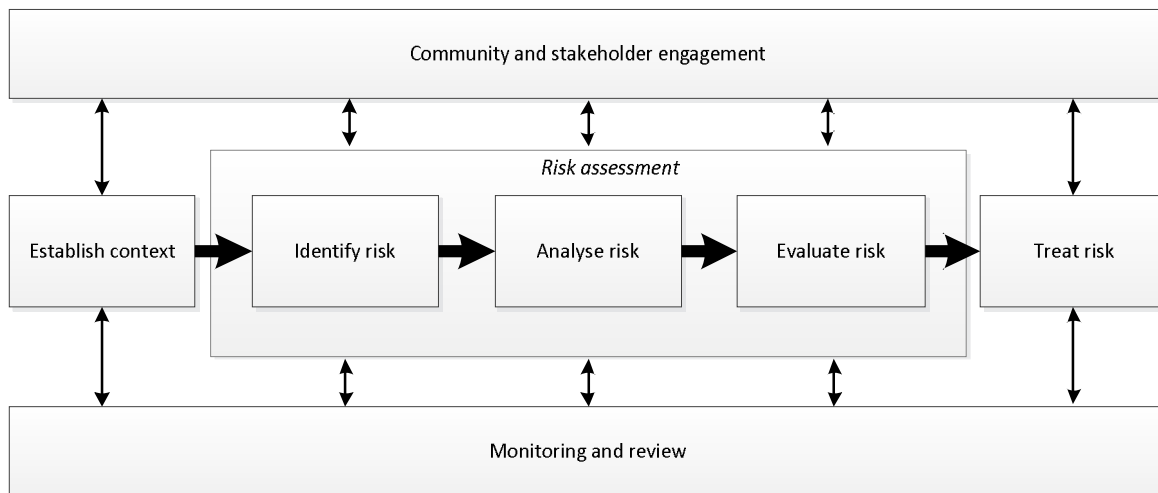 Community and stakeholder engagement
Risk assessment
Establish context
Identify risk
Analyse risk
Evaluate risk
Treat risk
Monitoring and review